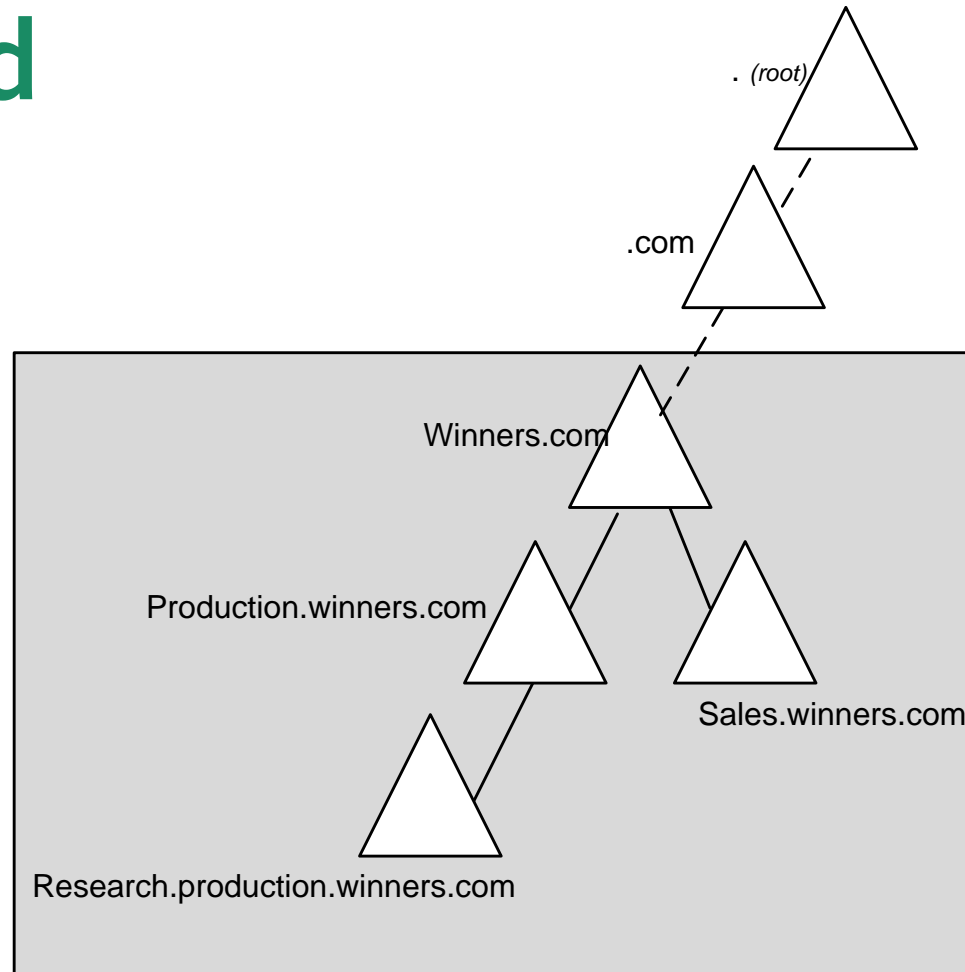 d
. (root)
.com
Winners.com
Production.winners.com
Sales.winners.com
Research.production.winners.com